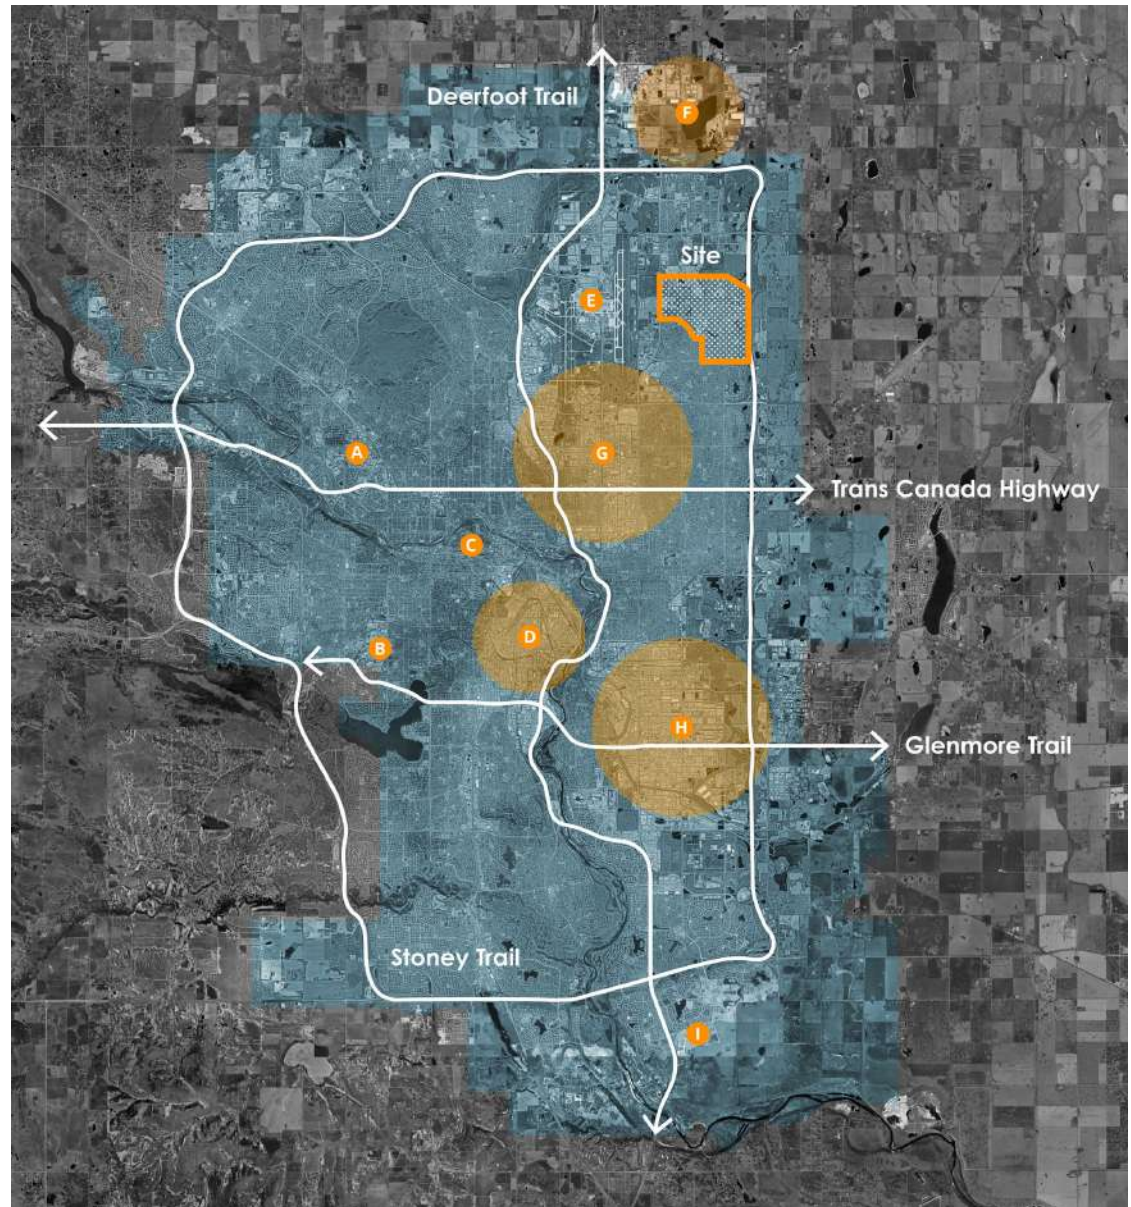 Deerfoot Trail
F
Site
E
A
G
Trans Canada Highway
C
D
B
H
Glenmore Trail
Stoney Trail
I